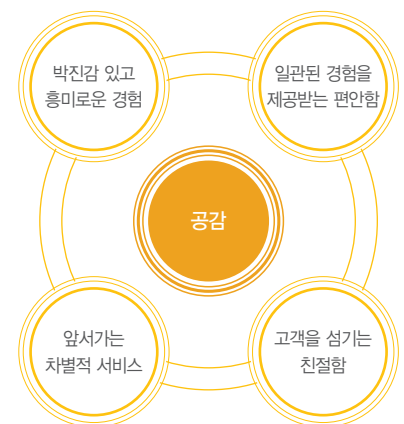 박진감 있고
흥미로운 경험
일관된 경험을
제공받는 편안함
공감
앞서가는
차별적 서비스
고객을 섬기는
친절함